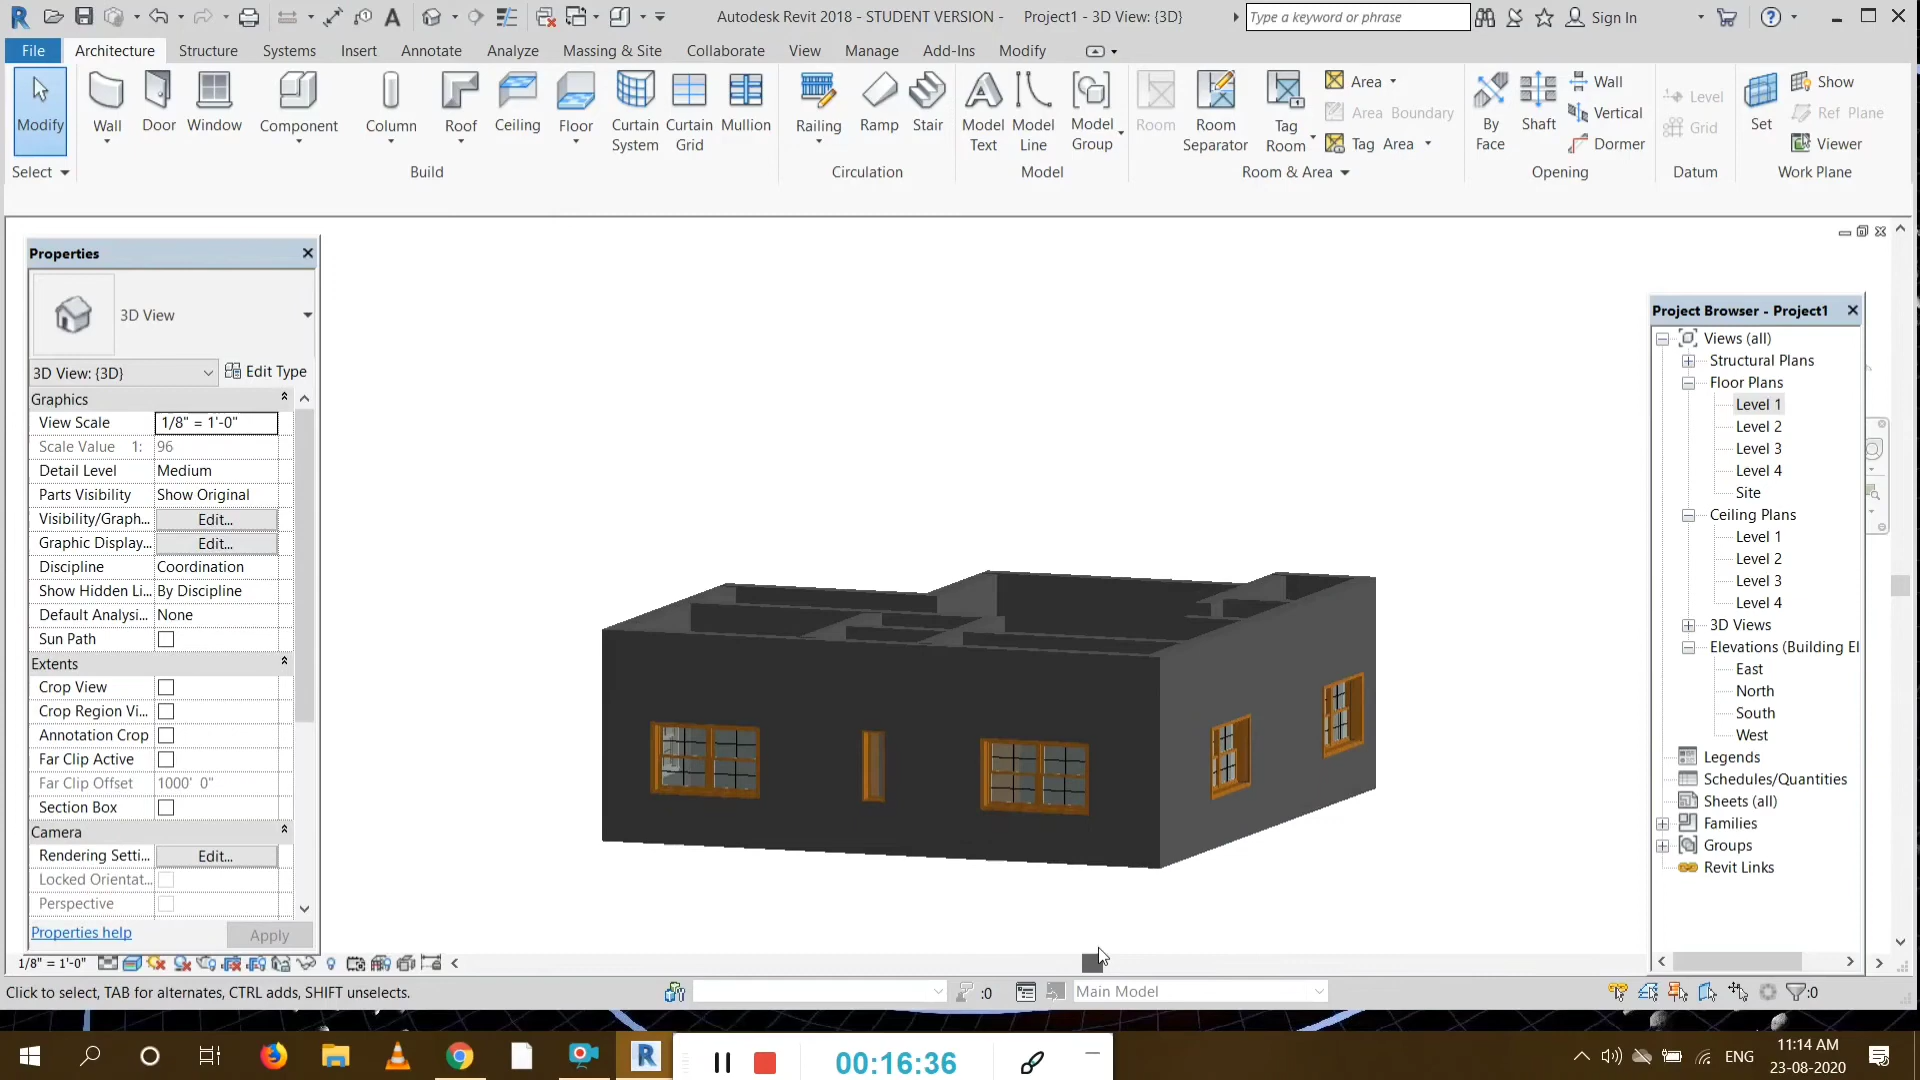 Autodesk Revit 2018 - STUDENT VERSION - Project1 - 3D View: {3D}
Type a keyword or phrase
Sign In
File Architecture Structure Systems Insert Annotate Analyze Massing & Site Collaborate View Manage Add-Ins Modify
Modify Wall Door Window Component Column Roof Ceiling Floor Curtain System Curtain Grid Mullion
Railing Ramp Stair
Model Text Model Line Model Group
Room Room Separator Tag Room
Area
Area Boundary
Tag Area
By Face Shaft
Wall
Vertical
Dormer
Level
Grid
Set
Show
Ref Plane
Viewer
Select Build Circulation Model Room & Area Opening Datum Work Plane
Properties
3D View
3D View: {3D} Edit Type
Graphics
View Scale 1/8" = 1'-0"
Scale Value 1: 96
Detail Level Medium
Parts Visibility Show Original
Visibility/Graph... Edit...
Graphic Display... Edit...
Discipline Coordination
Show Hidden Li... By Discipline
Default Analysi... None
Sun Path
Extents
Crop View
Crop Region Vi...
Annotation Crop
Far Clip Active
Far Clip Offset 1000' 0"
Section Box
Camera
Rendering Setti... Edit...
Locked Orientat...
Perspective
Properties help Apply
Project Browser - Project1
Views (all)
Structural Plans
Floor Plans
Level 1
Level 2
Level 3
Level 4
Site
Ceiling Plans
Level 1
Level 2
Level 3
Level 4
3D Views
Elevations (Building El
East
North
South
West
Legends
Schedules/Quantities
Sheets (all)
Families
Groups
Revit Links
1/8" = 1'-0"
Click to select, TAB for alternates, CTRL adds, SHIFT unselects.
:0
Main Model
:0
00:16:36
ENG
11:14 AM
23-08-2020